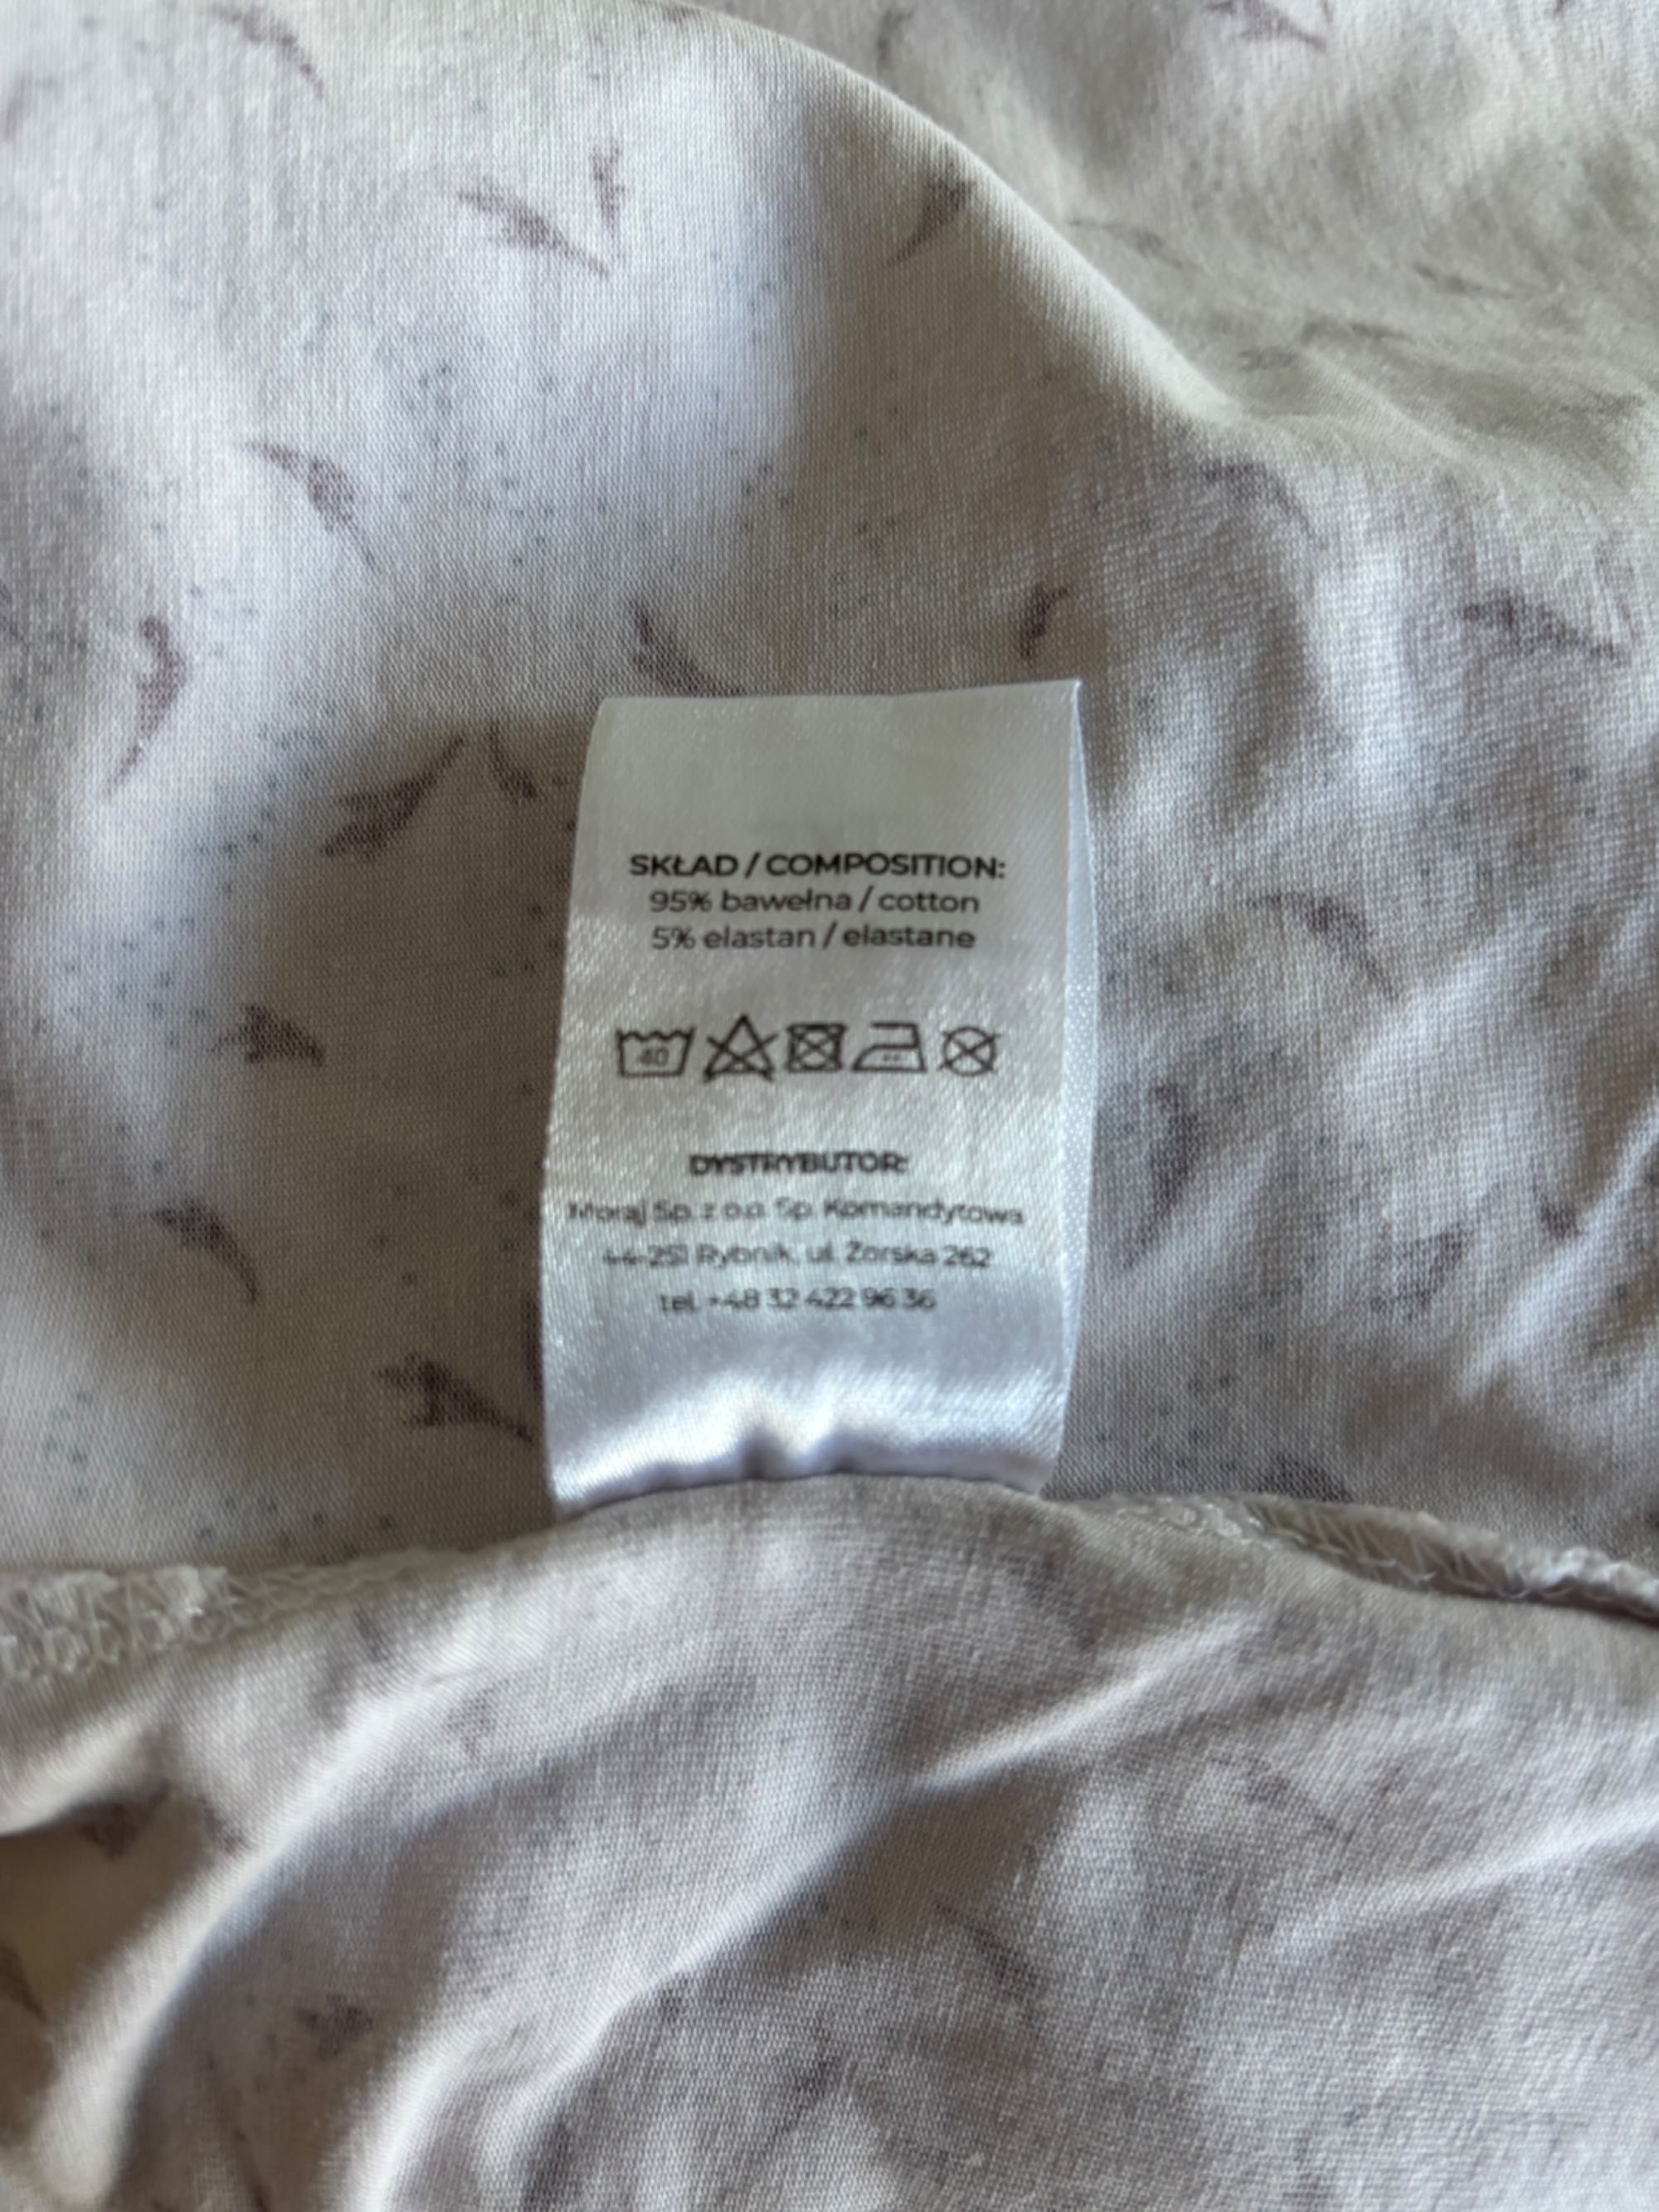 SKŁAD / COMPOSITION:
95% bawełna / cotton
5% elastan / elastane
40
DYSTRYBUTOR:
Moraj Sp. z o.o. Sp. Komandytowa
44-251 Rybnik, ul. Żorska 262
tel. +48 32 422 96 36